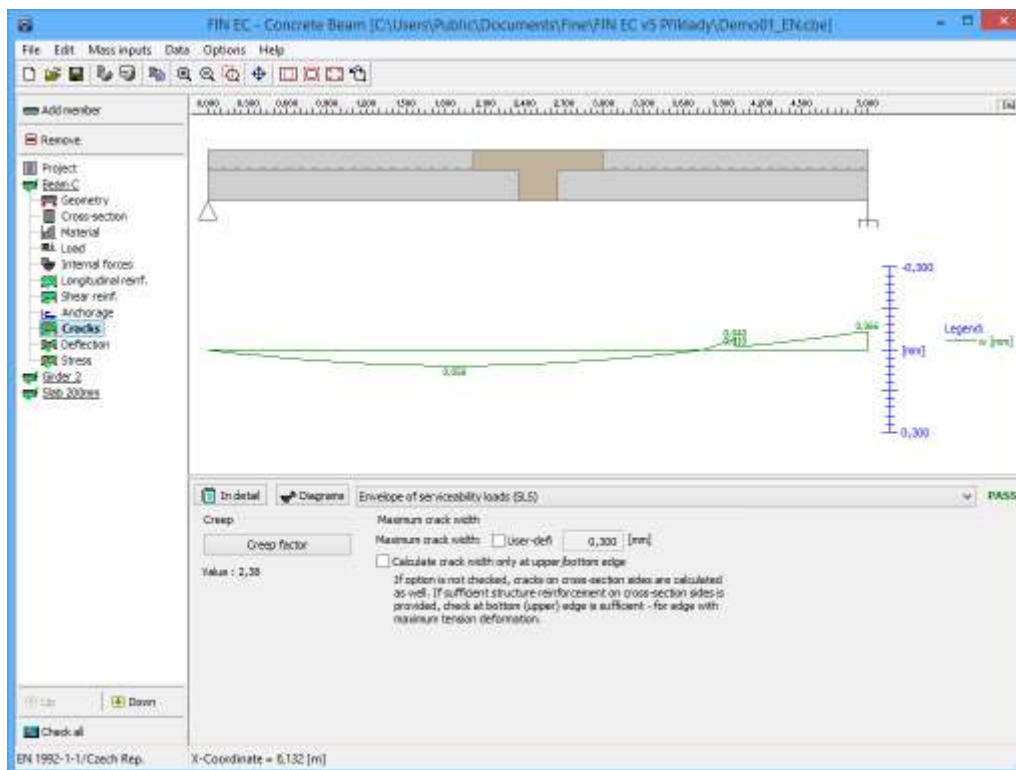 FIN EC - Concrete Beam [C:\Users\Public\Documents\Fine\FIN EC v5 Příklady\Demo01_EN.cbe]
File Edit Mass inputs Data Options Help
Add member
Remove
Project
Beam C
Geometry
Cross-section
Material
Load
Internal forces
Longitudinal reinf.
Shear reinf.
Anchorage
Cracks
Deflection
Stress
Girder 2
Slab 200mm
-0,300
[mm]
0,300
Legend:
w [mm]
In detail Diagrams Envelope of serviceability loads (SLS) PASS
Creep
Creep factor
Value : 2,38
Maximum crack width
Maximum crack width: User-defi 0,300 [mm]
Calculate crack width only at upper/bottom edge
If option is not checked, cracks on cross-section sides are calculated
as well. If sufficient structure reinforcement on cross-section sides is
provided, check at bottom (upper) edge is sufficient - for edge with
maximum tension deformation.
Up Down
Check all
EN 1992-1-1/Czech Rep. X-Coordinate = 6,132 [m]